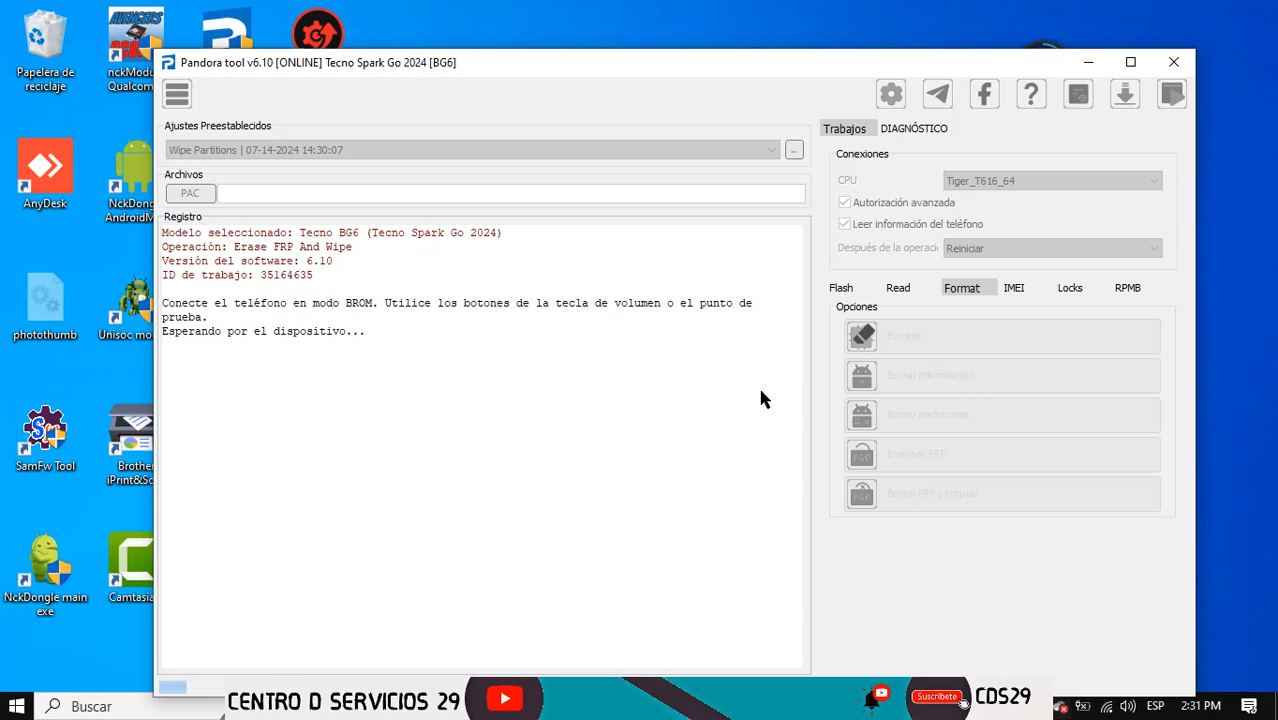 Papelera de
reciclaje
nckModu
Qualcom
AVENGERS
Pandora tool v6.10 [ONLINE] Tecno Spark Go 2024 [BG6]
Ajustes Preestablecidos
Wipe Partitions | 07-14-2024 14:30:07
...
Archivos
PAC
Registro
Modelo seleccionado: Tecno BG6 (Tecno Spark Go 2024)
Operación: Erase FRP And Wipe
Versión del software: 6.10
ID de trabajo: 35164635
Conecte el teléfono en modo BROM. Utilice los botones de la tecla de volumen o el punto de
prueba.
Esperando por el dispositivo...
Trabajos
DIAGNÓSTICO
Conexiones
CPU
Tiger_T616_64
Autorización avanzada
Leer información del teléfono
Después de la operaci
Reiniciar
Flash
Read
Format
IMEI
Locks
RPMB
Opciones
Format
Borrar información
Borrar particiones
FRP
Eliminar FRP
FRP
Borrar FRP y limpiar
AnyDesk
NckDon
AndroidM
photothumb
Unisoc mo
Sm
SamFw Tool
Brother
iPrint&Sc
NckDongle main
exe
Camtasia
CENTRO D SERVICIOS 29
Suscríbete
CDS29
Buscar
ESP
2:31 PM